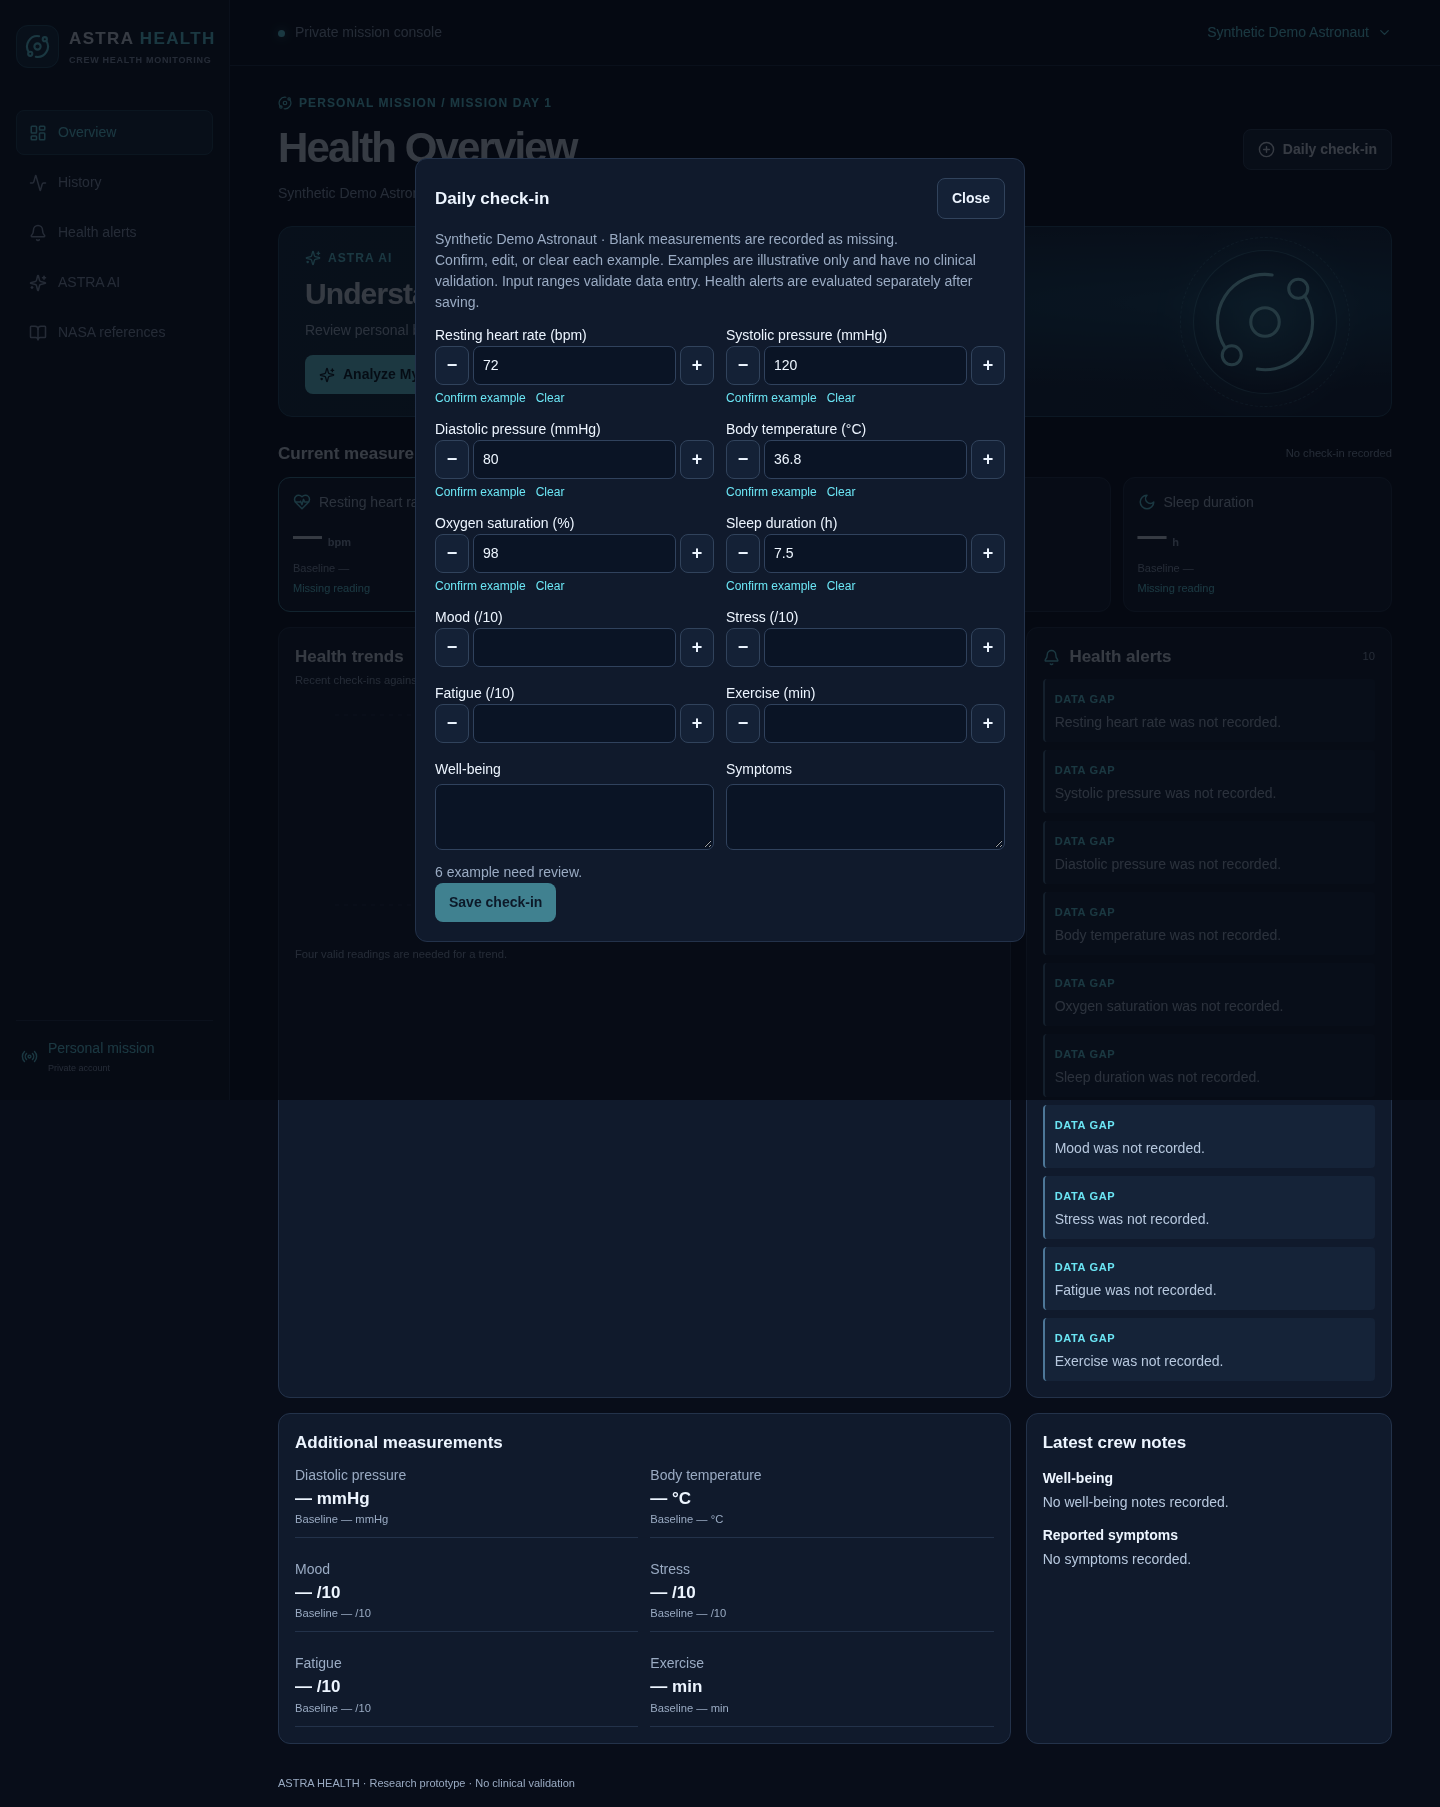 ASTRA HEALTH
CREW HEALTH MONITORING
Overview
History
Health alerts
ASTRA AI
NASA references
Personal mission
Private account
Private mission console
Synthetic Demo Astronaut
PERSONAL MISSION / MISSION DAY 1
Health Overview
Daily check-in
Synthetic Demo Astron
ASTRA AI
Understa
Review personal b
Analyze My
Current measure
No check-in recorded
Resting heart ra
— bpm
Baseline —
Missing reading
Sleep duration
— h
Baseline —
Missing reading
Health trends
Recent check-ins agains
Four valid readings are needed for a trend.
Daily check-in
Close
Synthetic Demo Astronaut · Blank measurements are recorded as missing.
Confirm, edit, or clear each example. Examples are illustrative only and have no clinical
validation. Input ranges validate data entry. Health alerts are evaluated separately after
saving.
Resting heart rate (bpm)
− 72 +
Confirm example Clear
Systolic pressure (mmHg)
− 120 +
Confirm example Clear
Diastolic pressure (mmHg)
− 80 +
Confirm example Clear
Body temperature (°C)
− 36.8 +
Confirm example Clear
Oxygen saturation (%)
− 98 +
Confirm example Clear
Sleep duration (h)
− 7.5 +
Confirm example Clear
Mood (/10)
− +
Stress (/10)
− +
Fatigue (/10)
− +
Exercise (min)
− +
Well-being
Symptoms
6 example need review.
Save check-in
Health alerts
10
DATA GAP
Resting heart rate was not recorded.
DATA GAP
Systolic pressure was not recorded.
DATA GAP
Diastolic pressure was not recorded.
DATA GAP
Body temperature was not recorded.
DATA GAP
Oxygen saturation was not recorded.
DATA GAP
Sleep duration was not recorded.
DATA GAP
Mood was not recorded.
DATA GAP
Stress was not recorded.
DATA GAP
Fatigue was not recorded.
DATA GAP
Exercise was not recorded.
Additional measurements
Diastolic pressure
— mmHg
Baseline — mmHg
Body temperature
— °C
Baseline — °C
Mood
— /10
Baseline — /10
Stress
— /10
Baseline — /10
Fatigue
— /10
Baseline — /10
Exercise
— min
Baseline — min
Latest crew notes
Well-being
No well-being notes recorded.
Reported symptoms
No symptoms recorded.
ASTRA HEALTH · Research prototype · No clinical validation